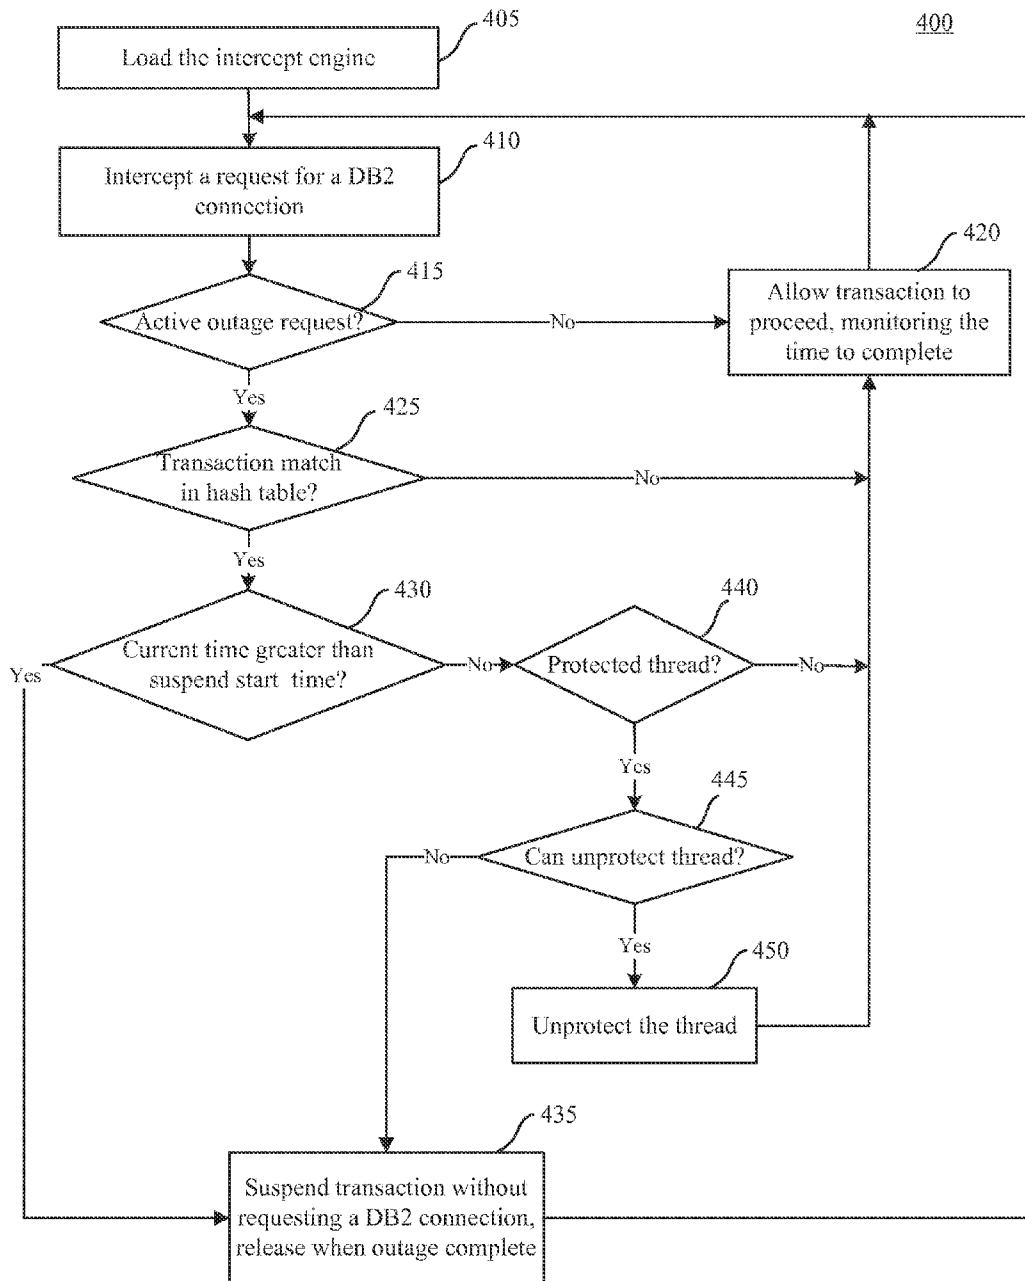 405
400
Load the intercept engine
410
Intercept a request for a DB2
connection
415
420
Active outage request?
No
Allow transaction to
proceed, monitoring the
time to complete
Yes
425
Transaction match
in hash table?
No
Yes
430
440
Current time greater than
suspend start time?
Yes
No
Protected thread?
No
Yes
445
Can unprotect thread?
No
Yes
450
Unprotect the thread
435
Suspend transaction without
requesting a DB2 connection,
release when outage complete